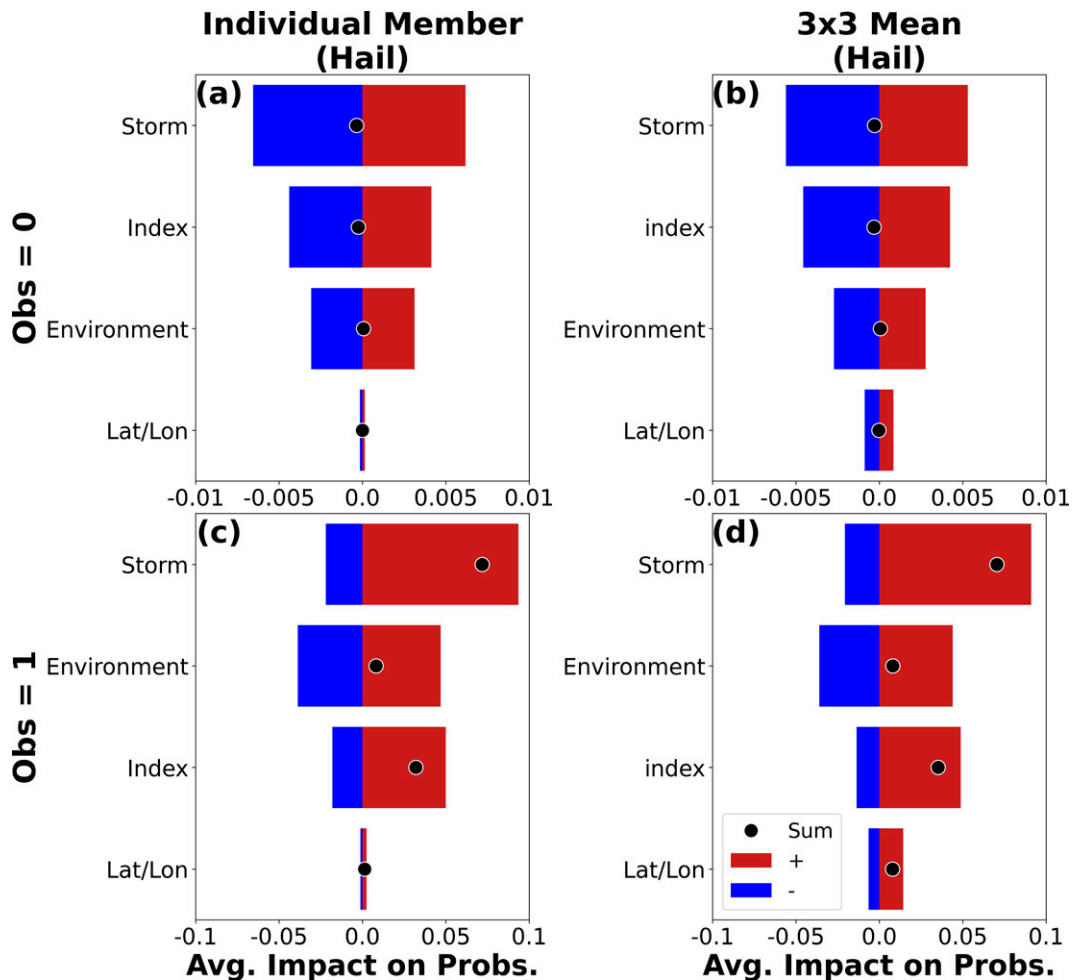 Individual Member
(Hail)
3x3 Mean
(Hail)
Obs = 0
(a)
Storm
Index
Environment
Lat/Lon
-0.01 -0.005 0.0 0.005 0.01
(b)
Storm
index
Environment
Lat/Lon
-0.01 -0.005 0.0 0.005 0.01
Obs = 1
(c)
Storm
Environment
Index
Lat/Lon
-0.1 -0.05 0.0 0.05 0.1
Avg. Impact on Probs.
(d)
Storm
Environment
index
Lat/Lon
Sum
+
-
-0.1 -0.05 0.0 0.05 0.1
Avg. Impact on Probs.